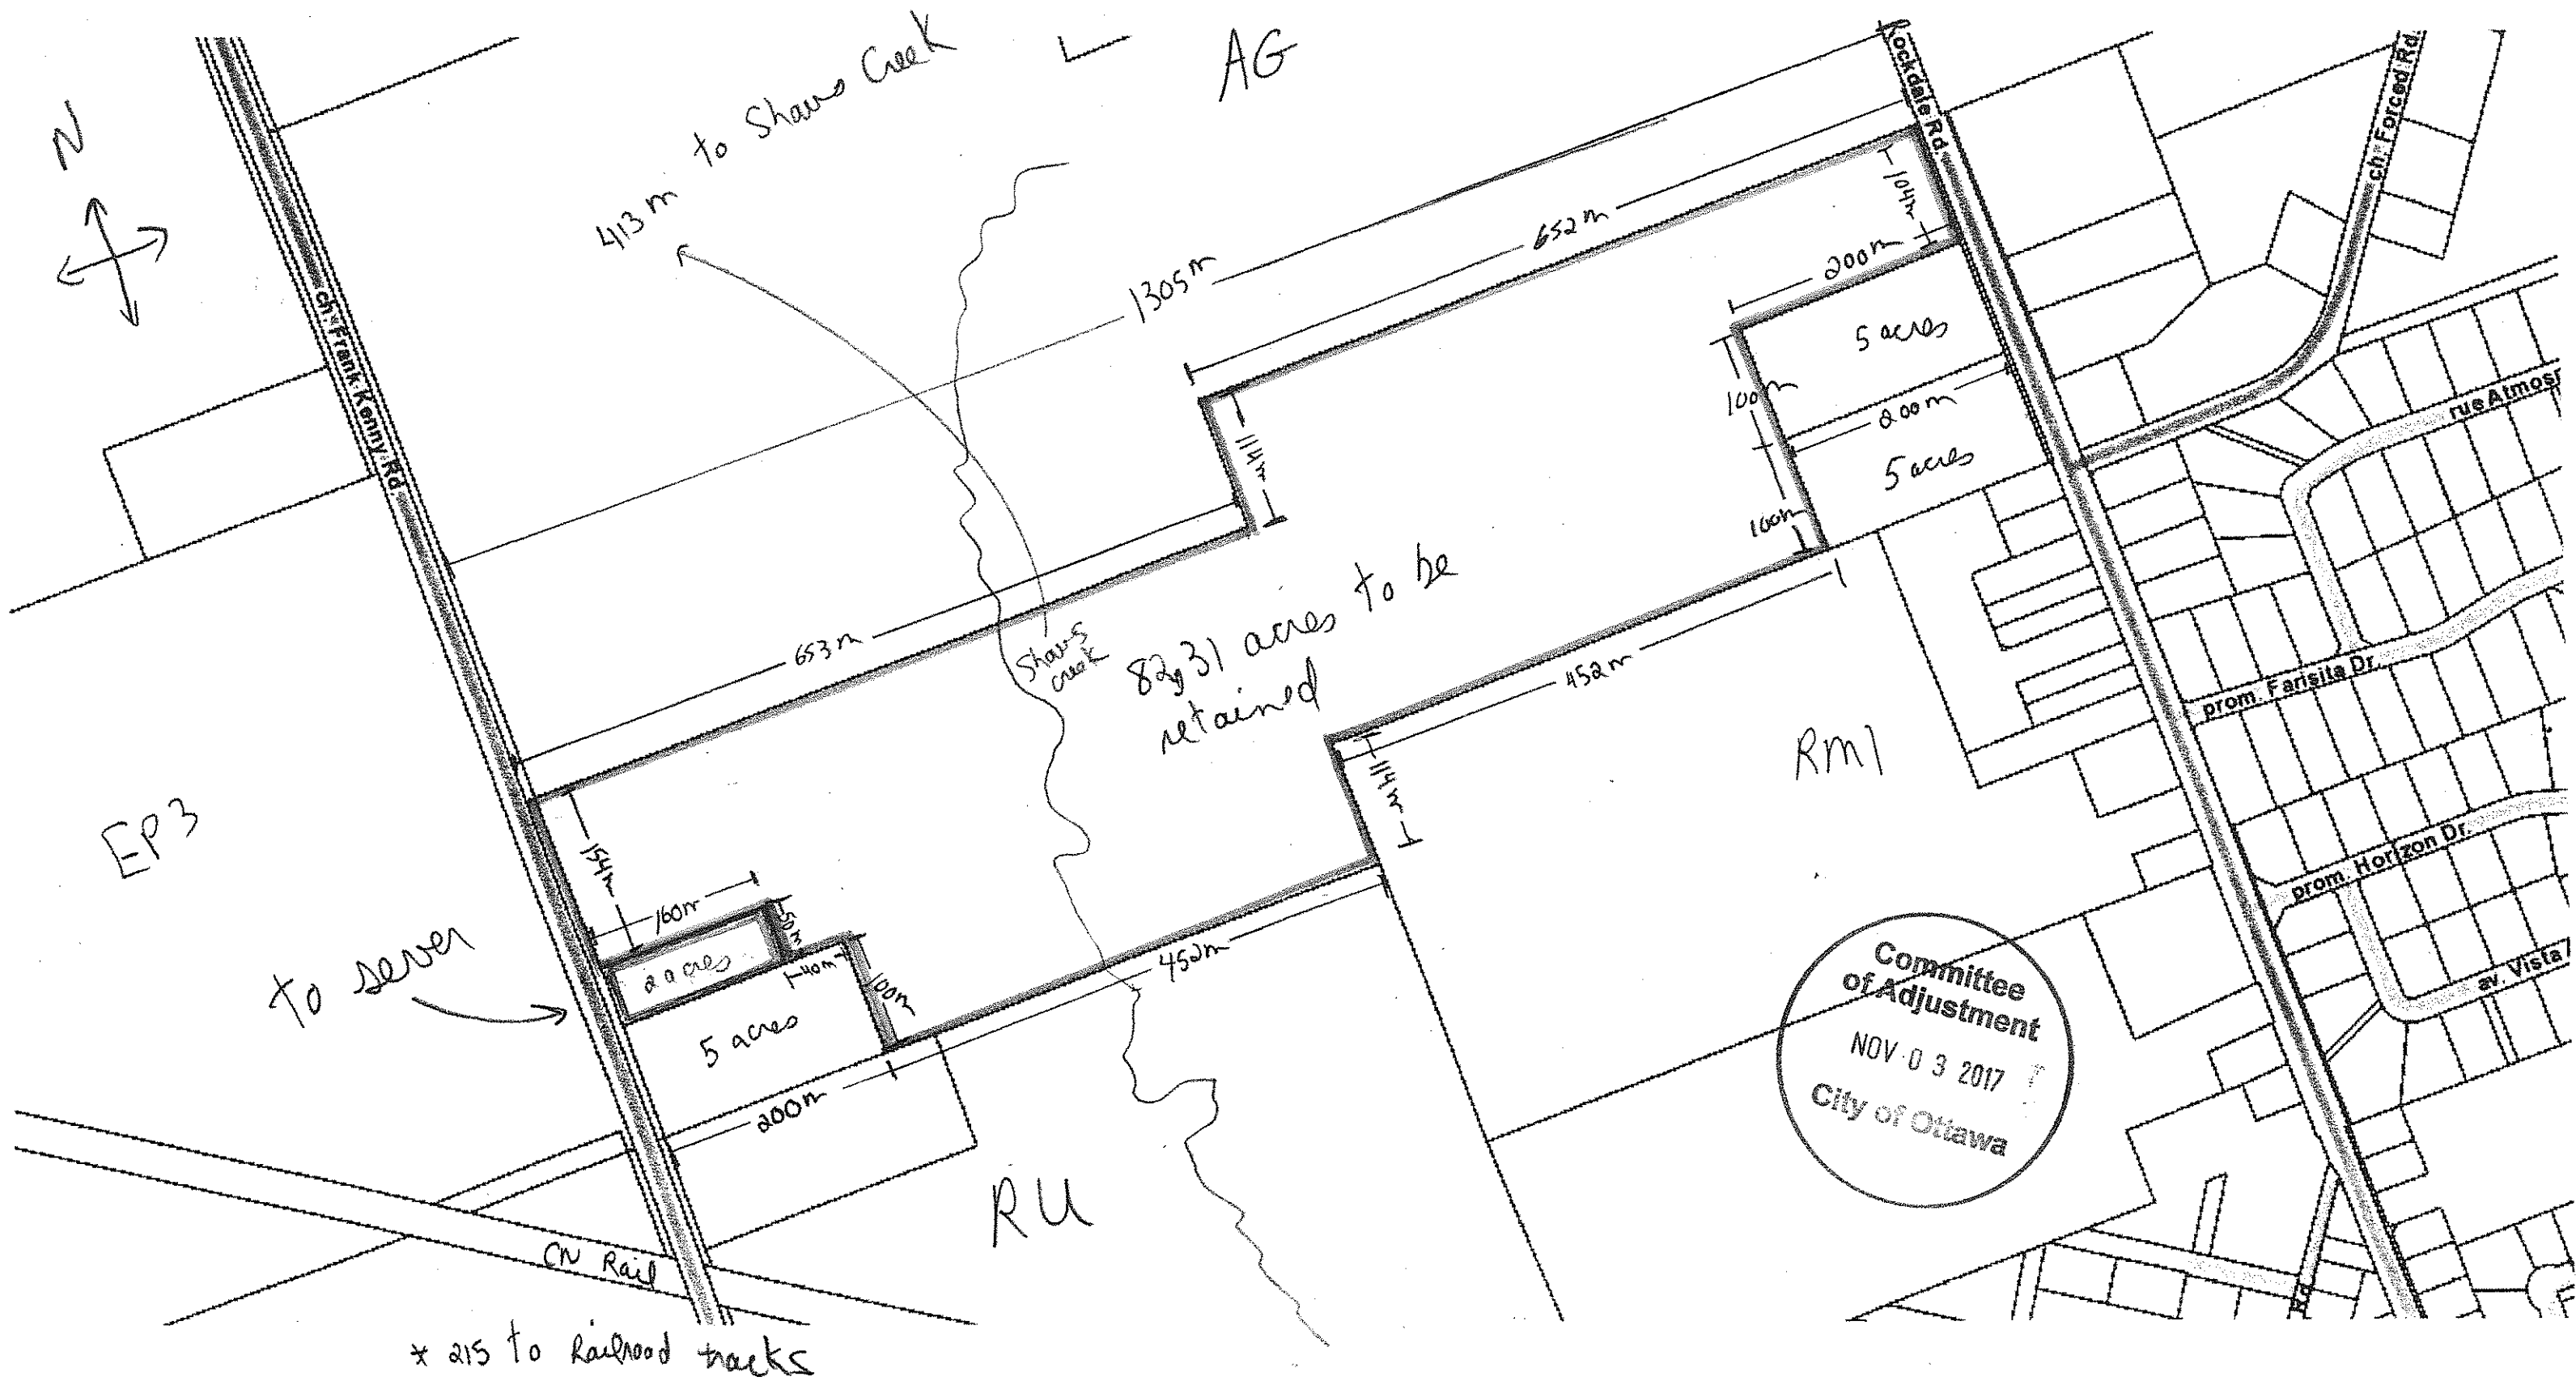 N
413 m to Shaws Creek
AG
Rockdale Rd.
ch. Forced Rd.
ch. Frank Kenny Rd.
1305m
652m
104m
200m
5 acres
100m
200m
5 acres
100m
114m
rue Atmosp
653m
Shaws
creek
82,31 acres to be
retained
452m
114m
RM1
prom. Farisita Dr.
EP3
154m
160m
50m
2 acres
40m
100m
5 acres
200m
452m
to sever
prom. Horizon Dr.
av. Vista
Committee
of Adjustment
NOV 03 2017
City of Ottawa
RU
CN Rail
Rd
* 215 to Railroad tracks